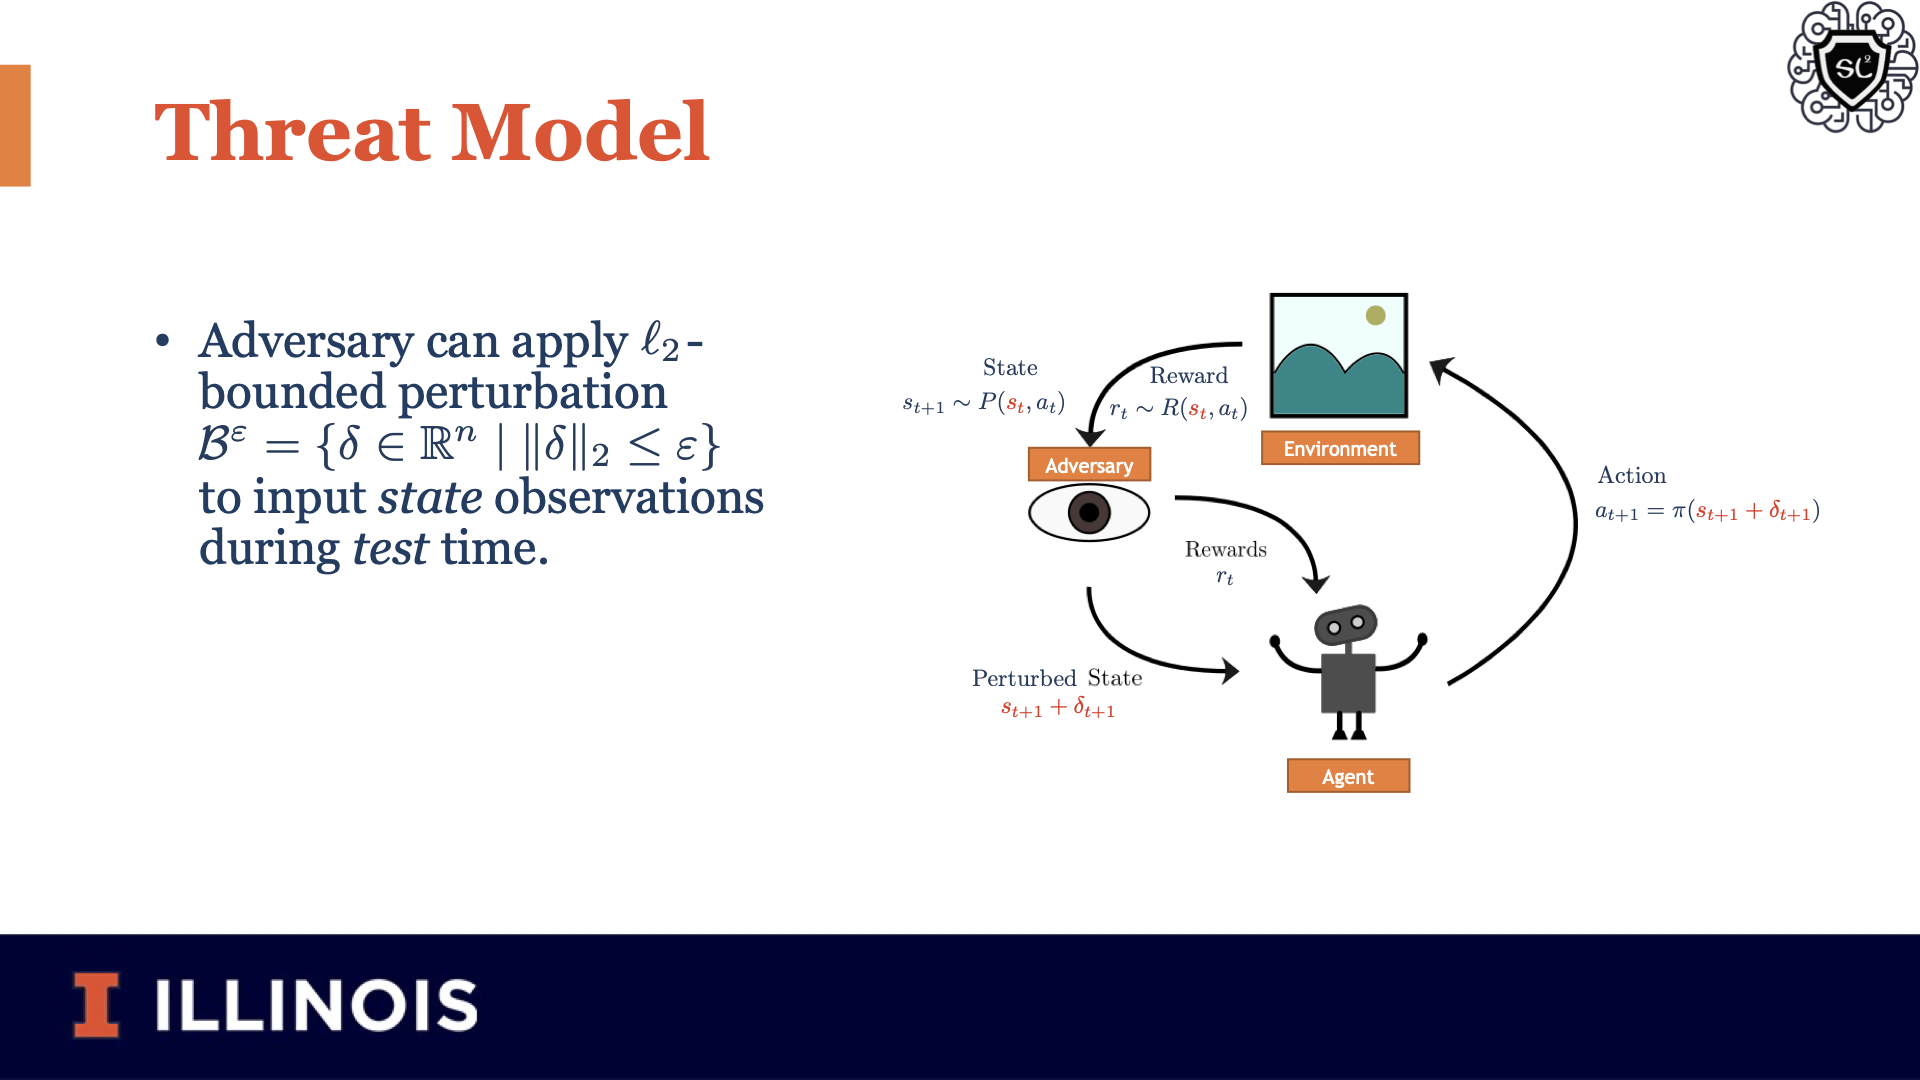 SL²
Threat Model
• Adversary can apply ℓ₂-
bounded perturbation
𝓑^ε = {δ ∈ ℝⁿ | ‖δ‖₂ ≤ ε}
to input state observations
during test time.
State
s_{t+1} ∼ P(s_t, a_t)
Reward
r_t ∼ R(s_t, a_t)
Environment
Adversary
Action
a_{t+1} = π(s_{t+1} + δ_{t+1})
Rewards
r_t
Perturbed State
s_{t+1} + δ_{t+1}
Agent
I ILLINOIS